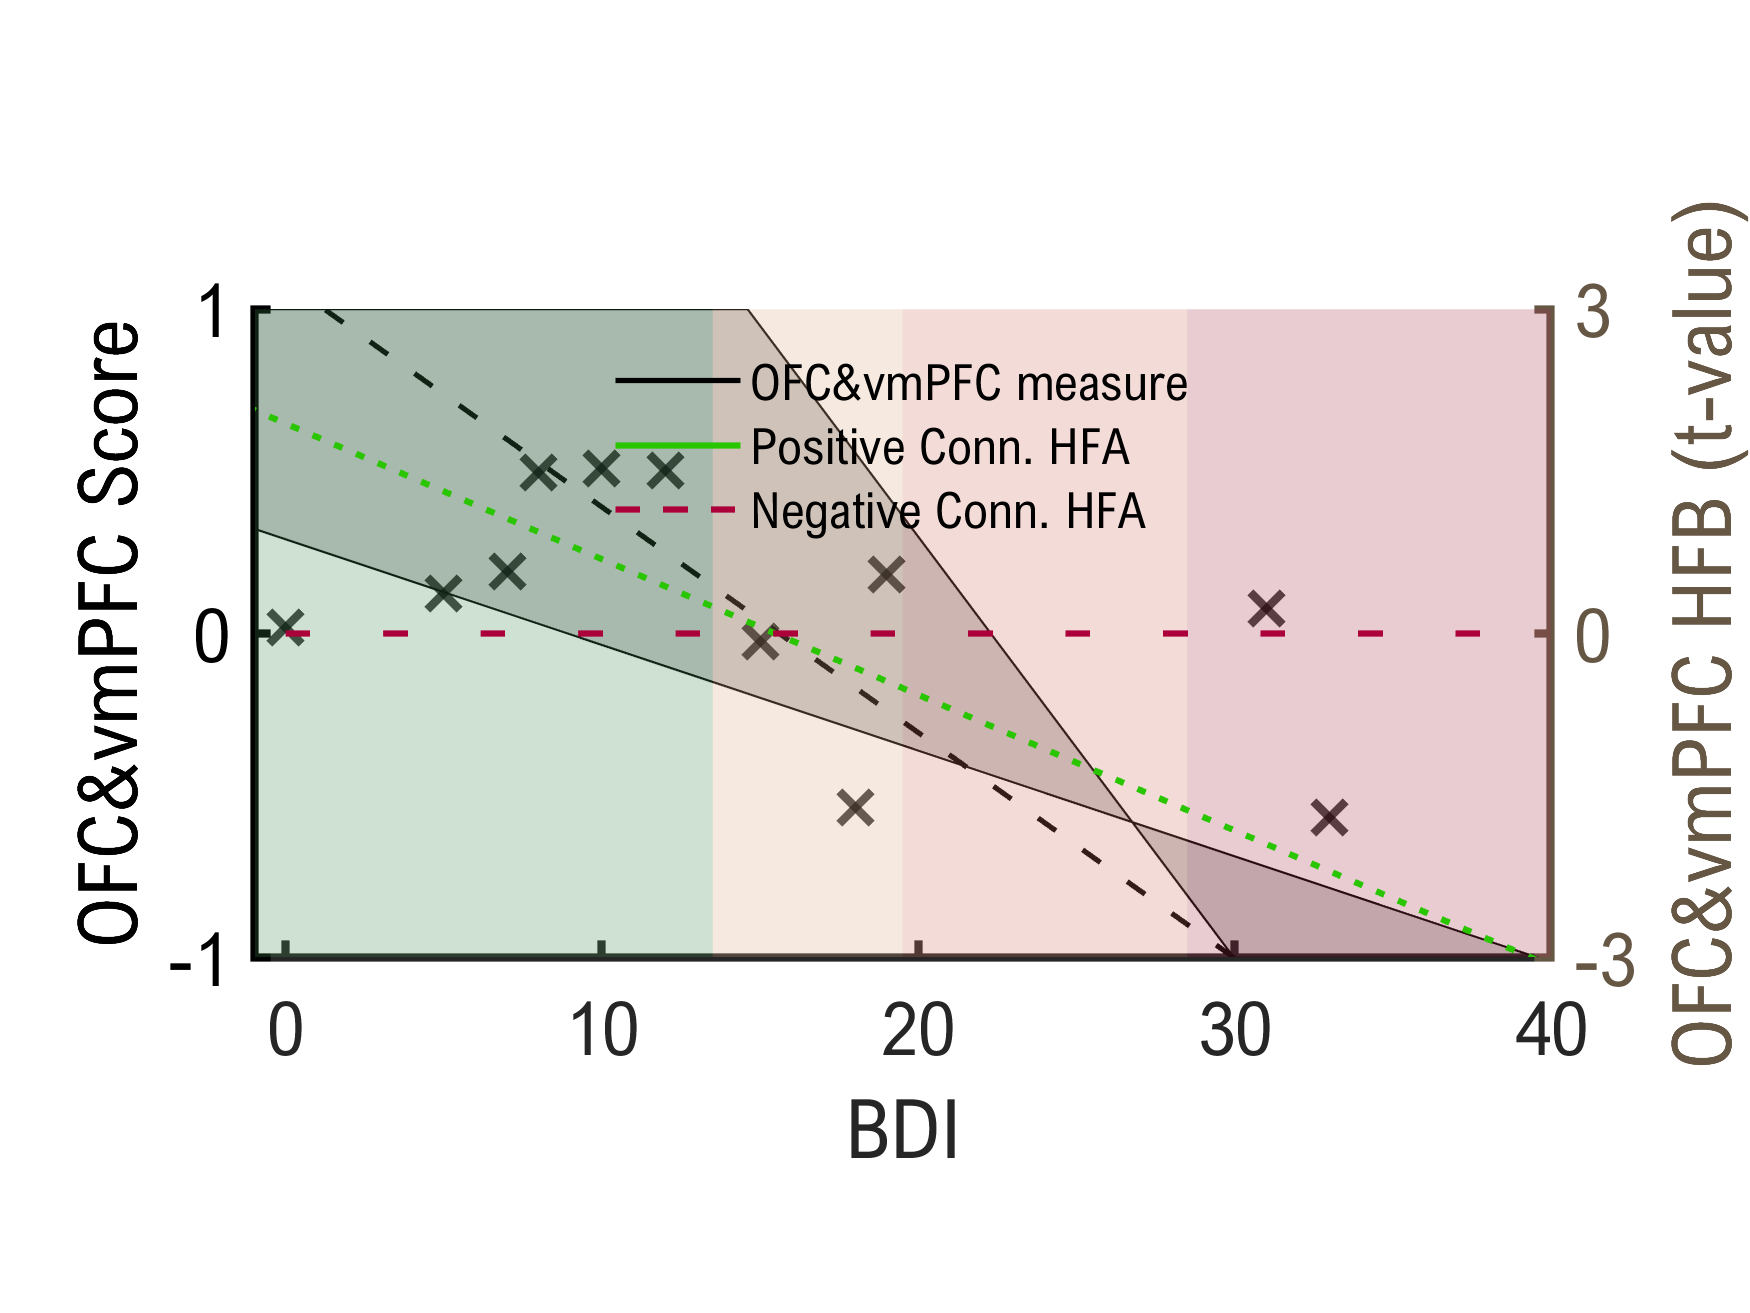 OFC&vmPFC Score
1
0
-1
OFC&vmPFC measure
Positive Conn. HFA
Negative Conn. HFA
3
0
-3
OFC&vmPFC HFB (t-value)
0 10 20 30 40
BDI